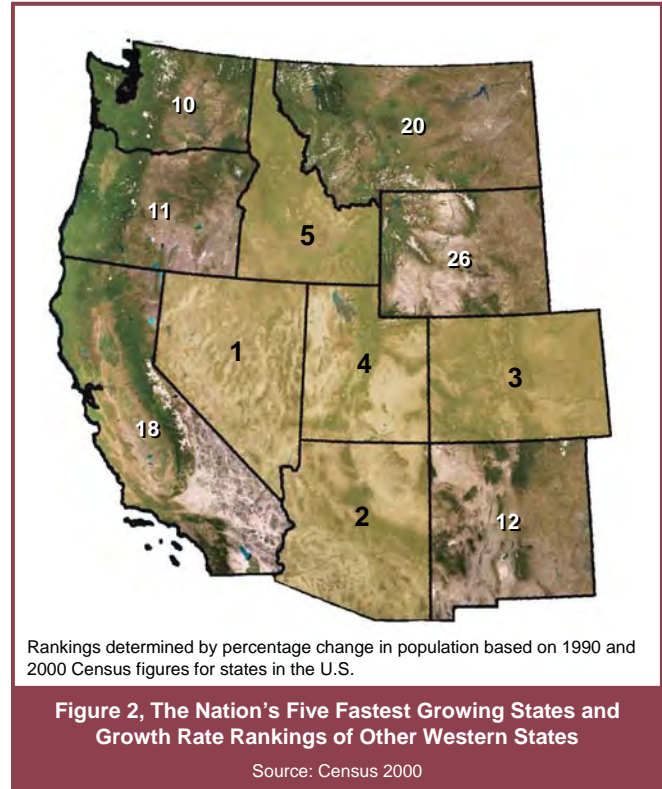 10
20
11
5
26
1
4
3
18
2
12
Rankings determined by percentage change in population based on 1990 and
2000 Census figures for states in the U.S.
Figure 2, The Nation’s Five Fastest Growing States and
Growth Rate Rankings of Other Western States
Source: Census 2000